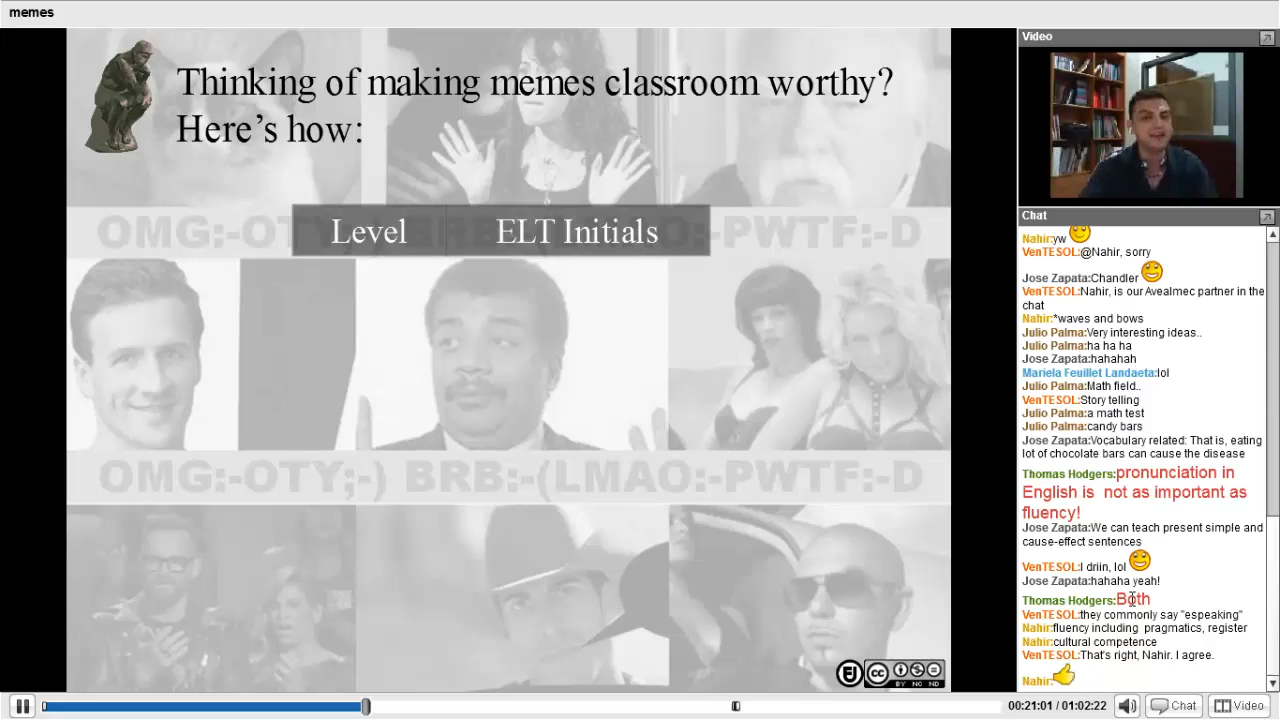 memes
Thinking of making memes classroom worthy?
Here's how:
OMG:-OTY:-) BRB:-(LMAO:-PWTF:-D
Level
ELT Initials
OMG:-OTY:-) BRB:-(LMAO:-PWTF:-D
FJ
cc
BY NC ND
Video
Chat
Nahir:yw
VenTESOL:@Nahir, sorry
Jose Zapata:Chandler
VenTESOL:Nahir, is our Avealmec partner in the
chat
Nahir:*waves and bows
Julio Palma:Very interesting ideas..
Julio Palma:ha ha ha
Jose Zapata:hahahah
Mariela Feuillet Landaeta:lol
Julio Palma:Math field..
VenTESOL:Story telling
Julio Palma:a math test
Julio Palma:candy bars
Jose Zapata:Vocabulary related: That is, eating
lot of chocolate bars can cause the disease
Thomas Hodgers:pronunciation in
English is not as important as
fluency!
Jose Zapata:We can teach present simple and
cause-effect sentences
VenTESOL:I driin, lol
Jose Zapata:hahaha yeah!
Thomas Hodgers:Both
VenTESOL:they commonly say "espeaking"
Nahir:fluency including pragmatics, register
Nahir:cultural competence
VenTESOL:That's right, Nahir. I agree.
Nahir:
00:21:01 / 01:02:22
Chat
Video